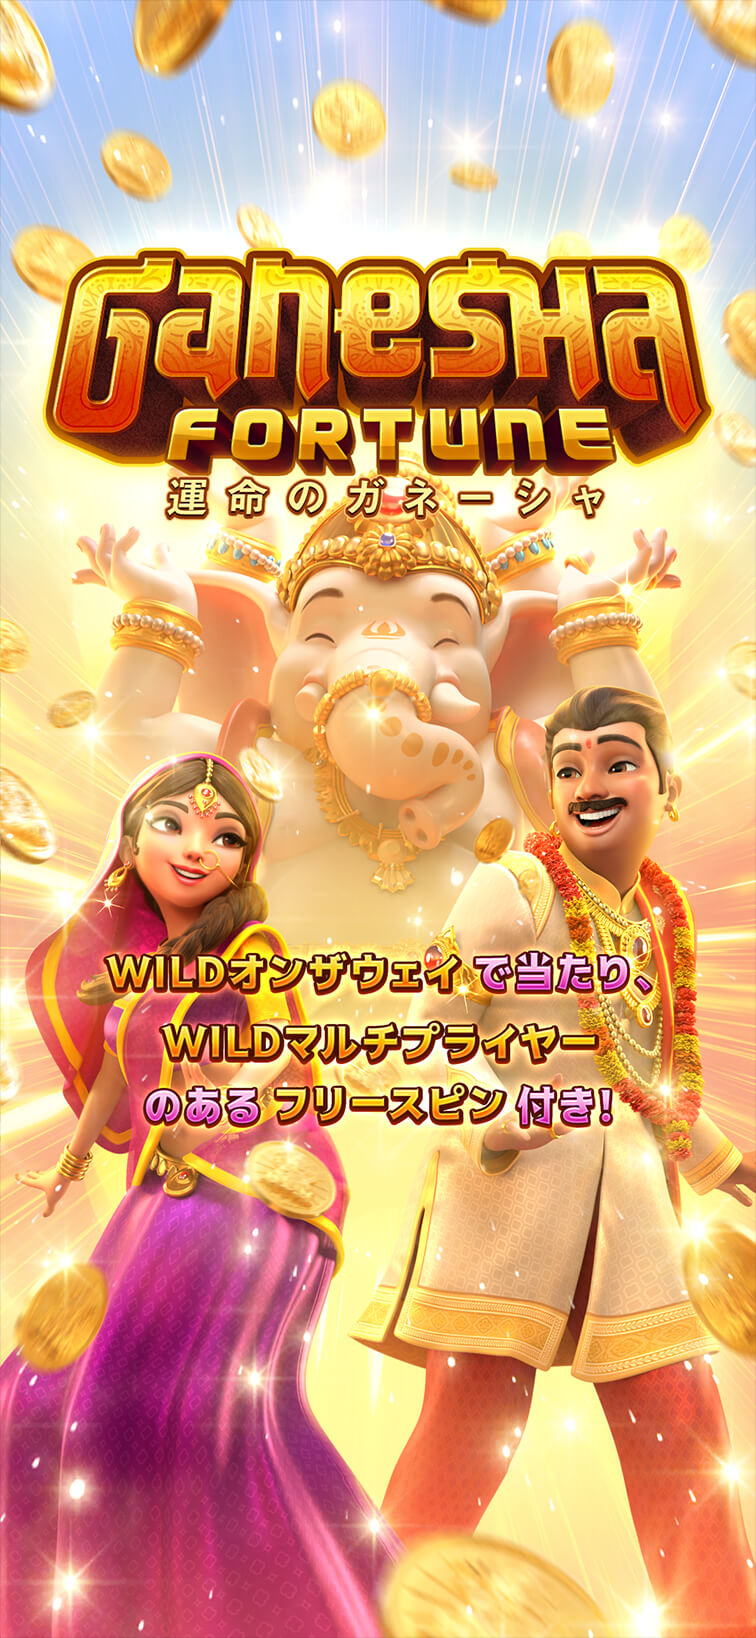 GanesHa
FORTUNE
運命のガネーシャ
WILDオンザウェイで当たり、
WILDマルチプライヤー
のあるフリースピン付き!